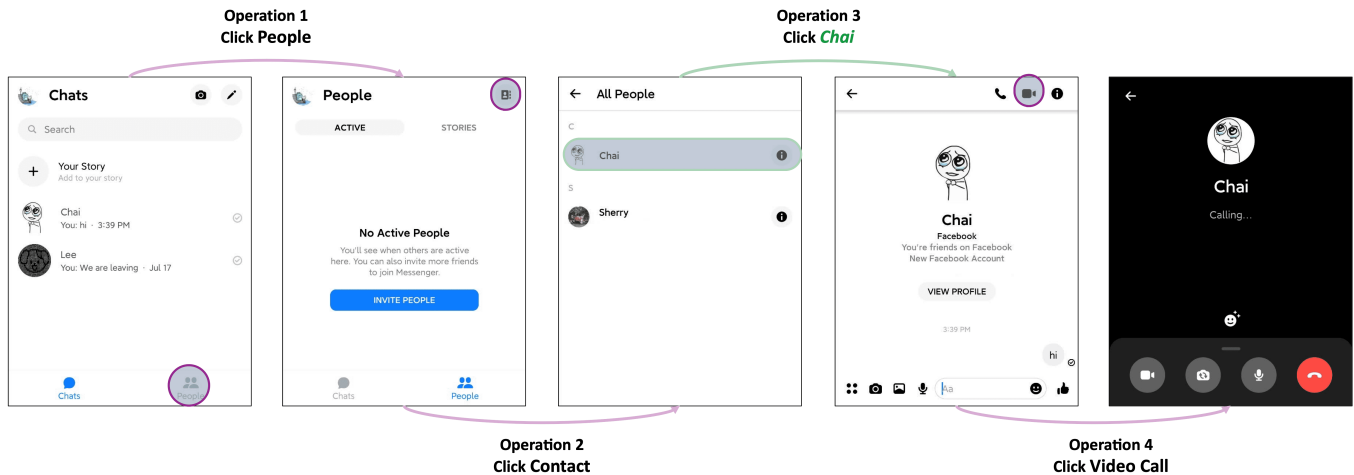 Operation 1
Click People
Operation 3
Click Chai
Chats
Search
Your Story
Add to your story
Chai
You: hi · 3:39 PM
Lee
You: We are leaving · Jul 17
Chats
People
People
ACTIVE
STORIES
No Active People
You'll see when others are active
here. You can also invite more friends
to join Messenger.
INVITE PEOPLE
Chats
People
All People
C
Chai
S
Sherry
Chai
Facebook
You're friends on Facebook
New Facebook Account
VIEW PROFILE
3:39 PM
hi
Aa
Chai
Calling...
Operation 2
Click Contact
Operation 4
Click Video Call